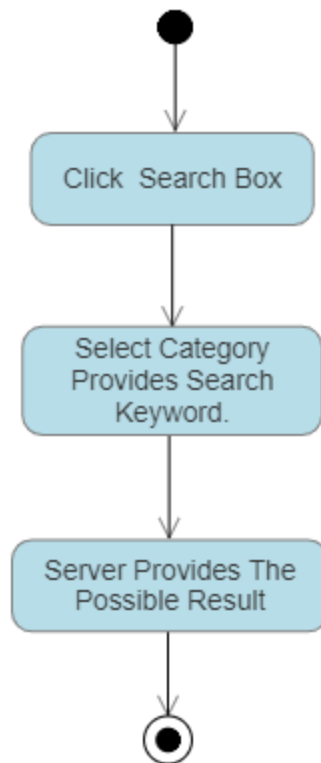 Click Search Box
Select Category
Provides Search
Keyword.
Server Provides The
Possible Result